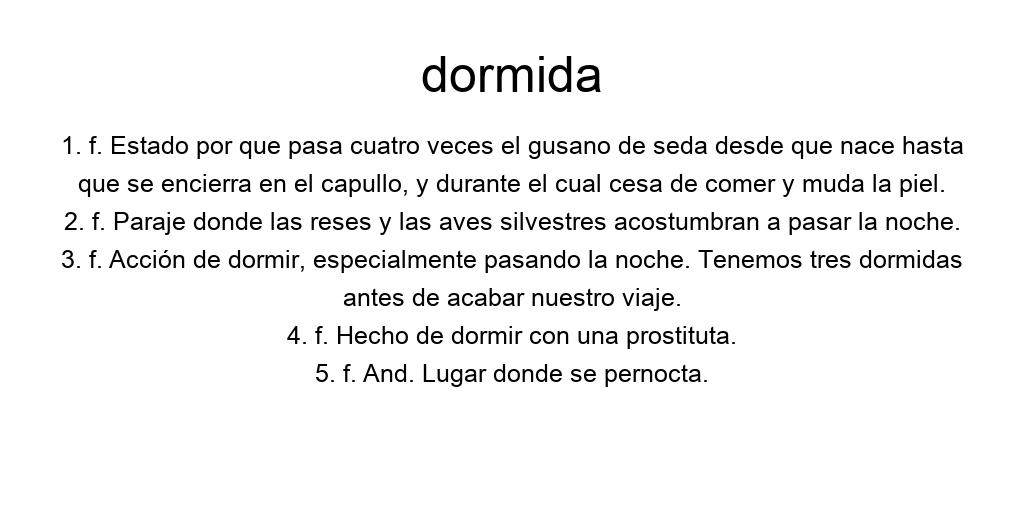 dormida
1. f. Estado por que pasa cuatro veces el gusano de seda desde que nace hasta
que se encierra en el capullo, y durante el cual cesa de comer y muda la piel.
2. f. Paraje donde las reses y las aves silvestres acostumbran a pasar la noche.
3. f. Acción de dormir, especialmente pasando la noche. Tenemos tres dormidas
antes de acabar nuestro viaje.
4. f. Hecho de dormir con una prostituta.
5. f. And. Lugar donde se pernocta.